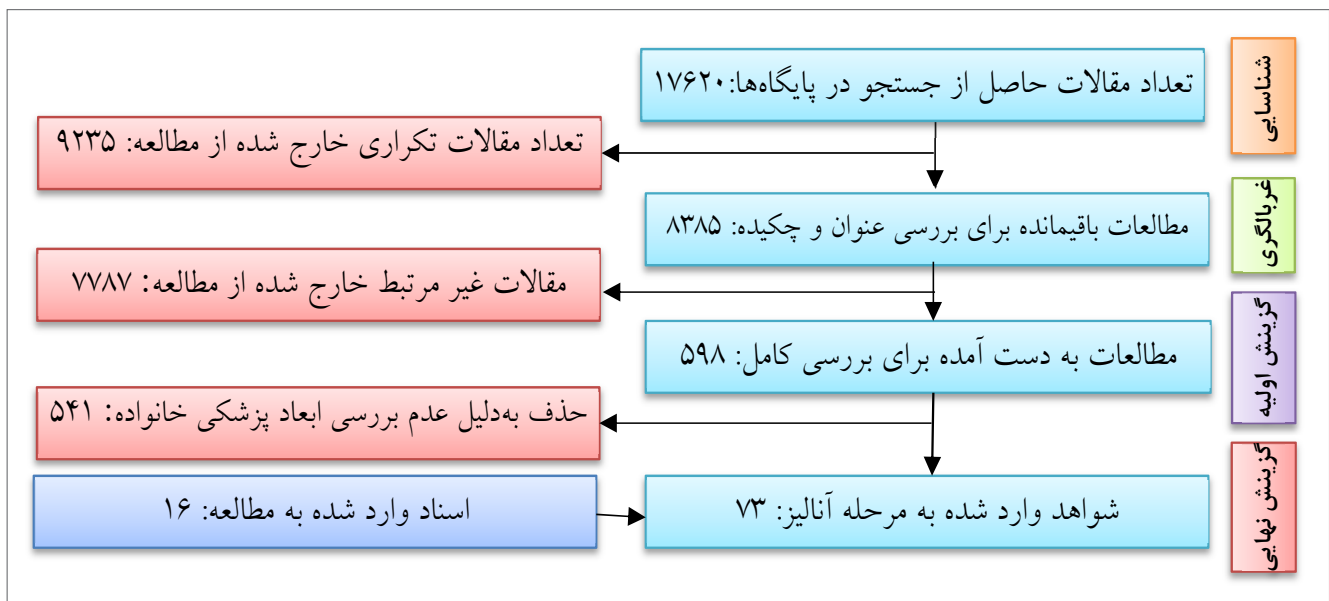 شناسایی
تعداد مقالات حاصل از جستجو در پایگاه‌ها: ۱۷۶۲۰
تعداد مقالات تکراری خارج شده از مطالعه: ۹۲۳۵
غربالگری
مطالعات باقیمانده برای بررسی عنوان و چکیده: ۸۳۸۵
مقالات غیر مرتبط خارج شده از مطالعه: ۷۷۸۷
گزینش اولیه
مطالعات به دست آمده برای بررسی کامل: ۵۹۸
حذف به‌دلیل عدم بررسی ابعاد پزشکی خانواده: ۵۴۱
گزینش نهایی
شواهد وارد شده به مرحله آنالیز: ۷۳
اسناد وارد شده به مطالعه: ۱۶